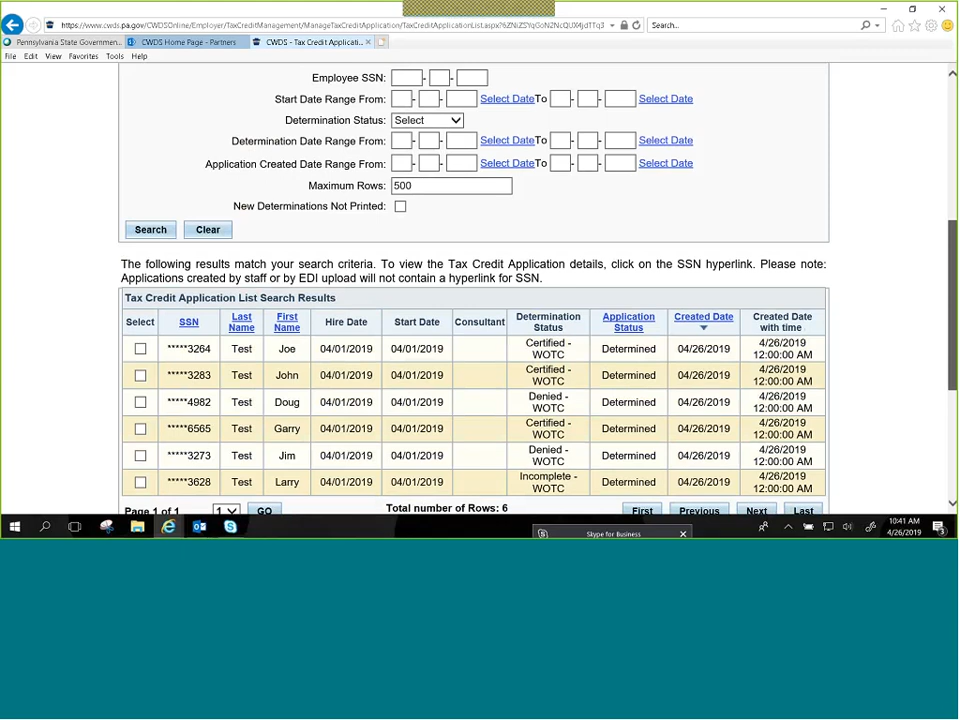 https://www.cwds.pa.gov/CWDSOnline/Employer/TaxCreditManagement/ManageTaxCreditApplication/TaxCreditApplicationList.aspx?
Search...
Pennsylvania State Governmen...
CWDS Home Page - Partners
CWDS - Tax Credit Applicati...
File Edit View Favorites Tools Help
Employee SSN: - -
Start Date Range From: - - Select Date To - - Select Date
Determination Status: Select
Determination Date Range From: - - Select Date To - - Select Date
Application Created Date Range From: - - Select Date To - - Select Date
Maximum Rows: 500
New Determinations Not Printed:
Search Clear
The following results match your search criteria. To view the Tax Credit Application details, click on the SSN hyperlink. Please note:
Applications created by staff or by EDI upload will not contain a hyperlink for SSN.
Tax Credit Application List Search Results
Select SSN Last Name First Name Hire Date Start Date Consultant Determination Status Application Status Created Date Created Date with time
*****3264 Test Joe 04/01/2019 04/01/2019 Certified - WOTC Determined 04/26/2019 4/26/2019 12:00:00 AM
*****3283 Test John 04/01/2019 04/01/2019 Certified - WOTC Determined 04/26/2019 4/26/2019 12:00:00 AM
*****4982 Test Doug 04/01/2019 04/01/2019 Denied - WOTC Determined 04/26/2019 4/26/2019 12:00:00 AM
*****6565 Test Garry 04/01/2019 04/01/2019 Certified - WOTC Determined 04/26/2019 4/26/2019 12:00:00 AM
*****3273 Test Jim 04/01/2019 04/01/2019 Denied - WOTC Determined 04/26/2019 4/26/2019 12:00:00 AM
*****3628 Test Larry 04/01/2019 04/01/2019 Incomplete - WOTC Determined 04/26/2019 4/26/2019 12:00:00 AM
Page 1 of 1 1 GO Total number of Rows: 6 First Previous Next Last
Skype for Business
10:41 AM
4/26/2019